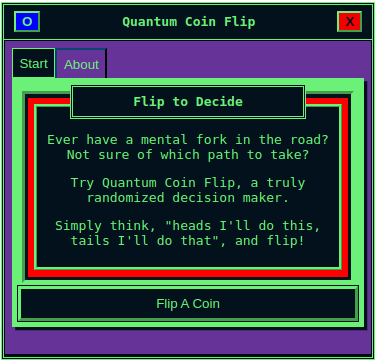 O Quantum Coin Flip X
Start About
Flip to Decide
Ever have a mental fork in the road?
Not sure of which path to take?
Try Quantum Coin Flip, a truly
randomized decision maker.
Simply think, "heads I'll do this,
tails I'll do that", and flip!
Flip A Coin